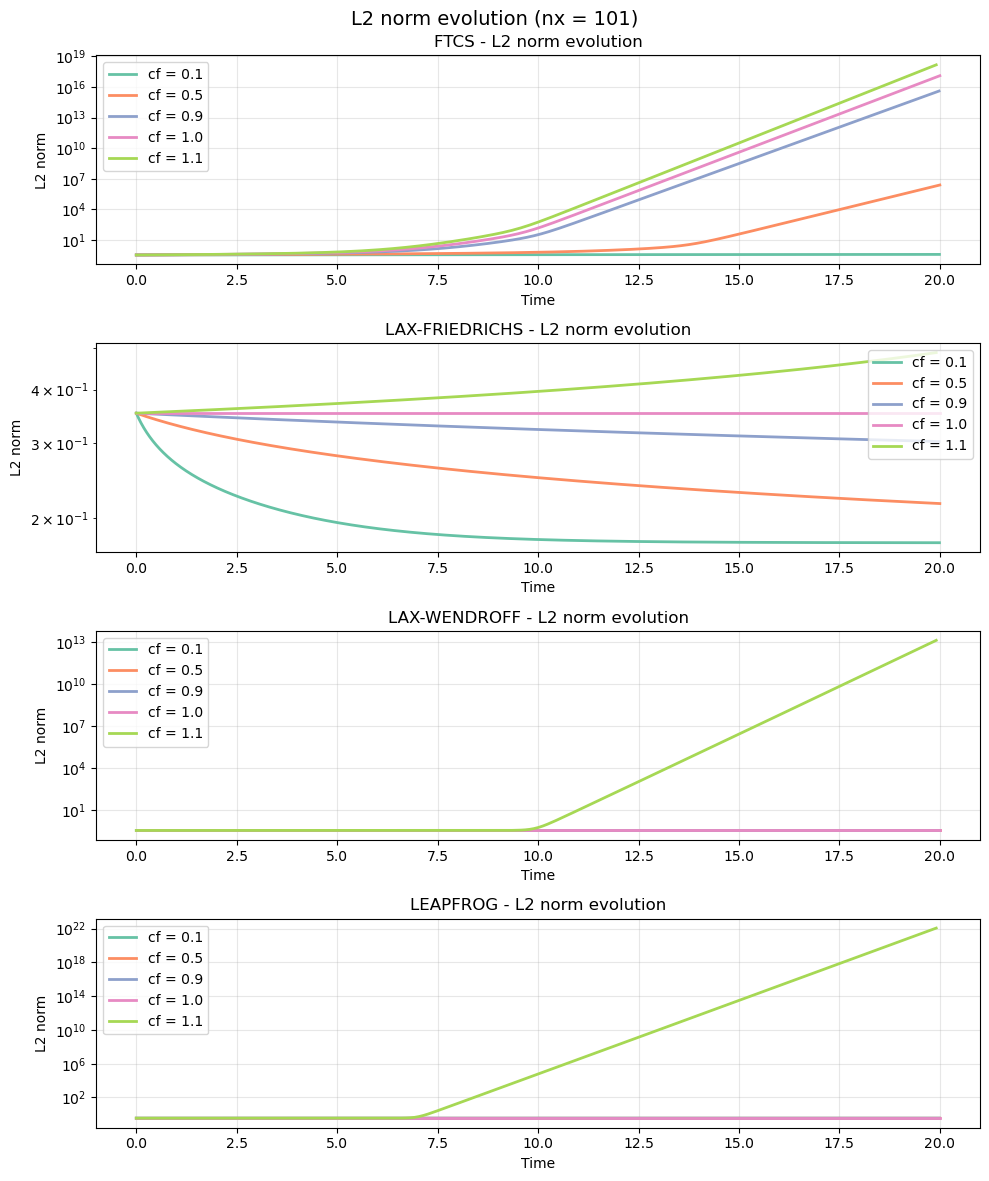 L2 norm evolution (nx = 101)
FTCS - L2 norm evolution
10^19
10^16
10^13
10^10
10^7
10^4
10^1
L2 norm
cf = 0.1
cf = 0.5
cf = 0.9
cf = 1.0
cf = 1.1
0.0 2.5 5.0 7.5 10.0 12.5 15.0 17.5 20.0
Time
LAX-FRIEDRICHS - L2 norm evolution
4 × 10^−1
3 × 10^−1
2 × 10^−1
L2 norm
cf = 0.1
cf = 0.5
cf = 0.9
cf = 1.0
cf = 1.1
0.0 2.5 5.0 7.5 10.0 12.5 15.0 17.5 20.0
Time
LAX-WENDROFF - L2 norm evolution
10^13
10^10
10^7
10^4
10^1
L2 norm
cf = 0.1
cf = 0.5
cf = 0.9
cf = 1.0
cf = 1.1
0.0 2.5 5.0 7.5 10.0 12.5 15.0 17.5 20.0
Time
LEAPFROG - L2 norm evolution
10^22
10^18
10^14
10^10
10^6
10^2
L2 norm
cf = 0.1
cf = 0.5
cf = 0.9
cf = 1.0
cf = 1.1
0.0 2.5 5.0 7.5 10.0 12.5 15.0 17.5 20.0
Time